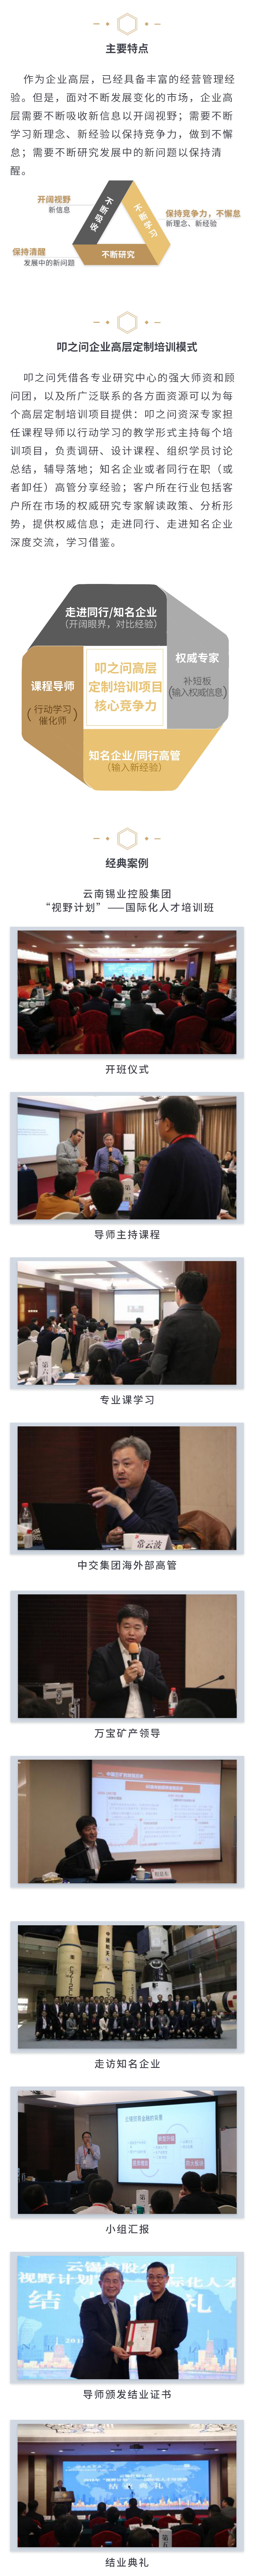 主要特点
作为企业高层，已经具备丰富的经营管理经
验。但是，面对不断发展变化的市场，企业高
层需要不断吸收新信息以开阔视野；需要不断
学习新理念、新经验以保持竞争力，做到不懈
怠；需要不断研究发展中的新问题以保持清
醒。
开阔视野
新信息
不断吸收
不断学习
保持竞争力，不懈怠
新理念、新经验
保持清醒
发展中的新问题
不断研究
叩之问企业高层定制培训模式
叩之问凭借各专业研究中心的强大师资和顾
问团，以及所广泛联系的各方面资源可以为每
个高层定制培训项目提供：叩之问资深专家担
任课程导师以行动学习的教学形式主持每个培
训项目，负责调研、设计课程、组织学员讨论
总结，辅导落地；知名企业或者同行在职（或
者卸任）高管分享经验；客户所在行业包括客
户所在市场的权威研究专家解读政策、分析形
势，提供权威信息；走进同行、走进知名企业
深度交流，学习借鉴。
走进同行/知名企业
（开阔眼界，对比经验）
权威专家
（补短板
输入权威信息）
课程导师
（行动学习
催化师）
叩之问高层
定制培训项目
核心竞争力
知名企业/同行高管
（输入新经验）
经典案例
云南锡业控股集团
“视野计划”——国际化人才培训班
开班仪式
导师主持课程
第六
专业课学习
常云波
中交集团海外部高管
万宝矿产领导
走访知名企业
第
小组汇报
视野计划
结
礼
导师颁发结业证书
结业典礼
第五
结业典礼